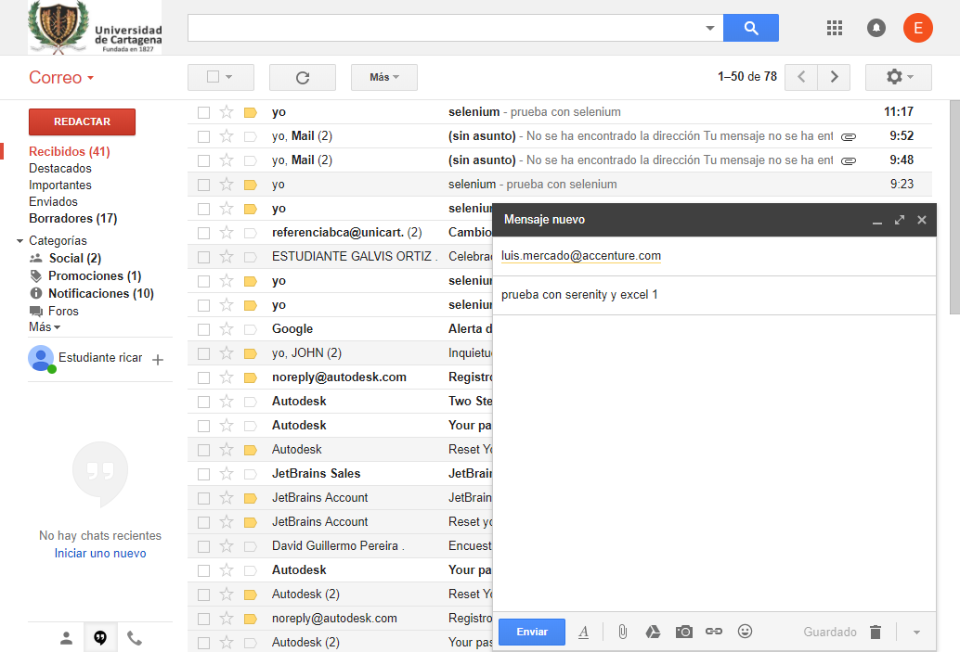 Universidad
de Cartagena
Fundada en 1827
E
Correo
Más
1–50 de 78
REDACTAR
Recibidos (41)
Destacados
Importantes
Enviados
Borradores (17)
Categorías
Social (2)
Promociones (1)
Notificaciones (10)
Foros
Más
Estudiante ricar
No hay chats recientes
Iniciar uno nuevo
yo selenium - prueba con selenium 11:17
yo, Mail (2) (sin asunto) - No se ha encontrado la dirección Tu mensaje no se ha ent 9:52
yo, Mail (2) (sin asunto) - No se ha encontrado la dirección Tu mensaje no se ha ent 9:48
yo selenium - prueba con selenium 9:23
yo seleniu
referenciabca@unicart. (2) Cambio
ESTUDIANTE GALVIS ORTIZ . Celebrac
yo seleniu
yo seleniu
Google Alerta d
yo, JOHN (2) Inquietu
noreply@autodesk.com Registro
Autodesk Two Ste
Autodesk Your pa
Autodesk Reset Yo
JetBrains Sales JetBrai
JetBrains Account JetBrain
JetBrains Account Reset yo
David Guillermo Pereira . Encuest
Autodesk Your pa
Autodesk (2) Reset Yo
noreply@autodesk.com Registro
Autodesk (2) Your pas
Mensaje nuevo
luis.mercado@accenture.com
prueba con serenity y excel 1
Enviar
A
Guardado